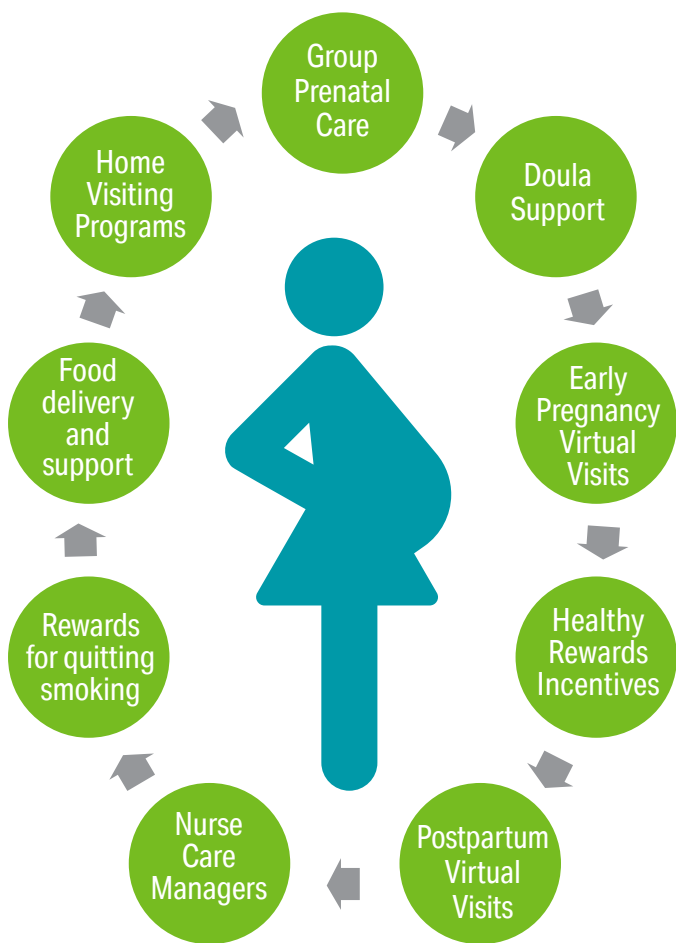 Group
Prenatal
Care
Doula
Support
Early
Pregnancy
Virtual
Visits
Healthy
Rewards
Incentives
Postpartum
Virtual
Visits
Nurse
Care
Managers
Rewards
for quitting
smoking
Food
delivery
and
support
Home
Visiting
Programs